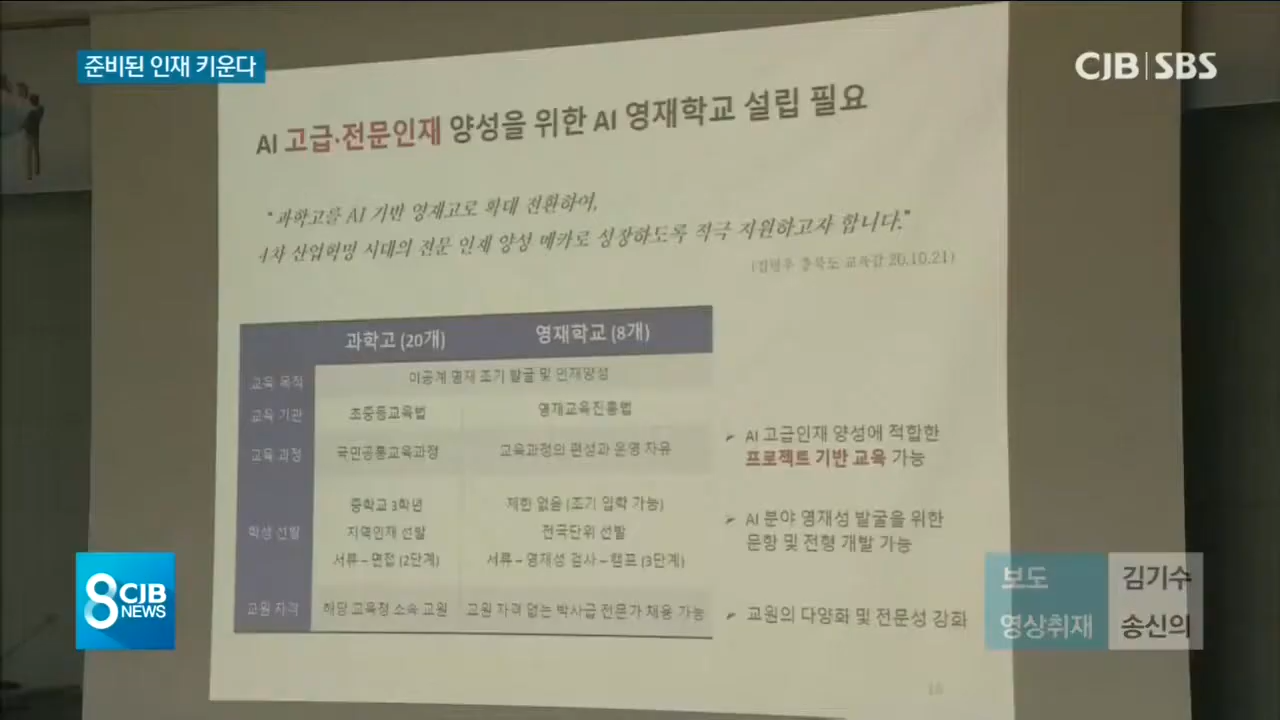 준비된 인재 키운다
CJB SBS
AI 고급·전문인재 양성을 위한 AI 영재학교 설립 필요
“과학고를 AI 기반 영재고로 확대 전환하여,
4차 산업혁명 시대의 전문 인재 양성 메카로 성장하도록 적극 지원하고자 합니다.”
(김병우 충북도 교육감 20.10.21)
과학고 (20개) 영재학교 (8개)
교육 목적 이공계 영재 조기 발굴 및 인재양성
교육 기관 초중등교육법 영재교육진흥법
교육 과정 국민공통교육과정 교육과정의 편성과 운영 자유
학생 선발 중학교 3학년 제한 없음 (조기 입학 가능)
지역인재 선발 전국단위 선발
서류 – 면접 (2단계) 서류 – 영재성 검사 – 캠프 (3단계)
교원 자격 해당 교육청 소속 교원 교원 자격 없는 박사급 전문가 채용 가능
➢ AI 고급인재 양성에 적합한
프로젝트 기반 교육 가능
➢ AI 분야 영재성 발굴을 위한
문항 및 전형 개발 가능
➢ 교원의 다양화 및 전문성 강화
보도 김기수
영상취재 송신의
8 CJB NEWS